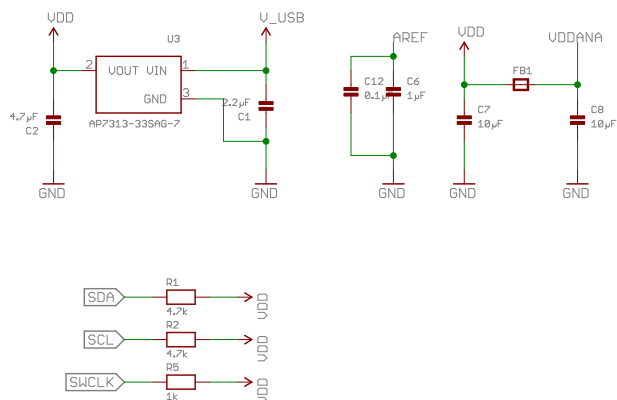 VDD
V_USB
U3
2
VOUT VIN
1
GND
3
4.7µF
C2
2.2µF
C1
AP7313-33SAG-7
GND
GND
AREF
C12
0.1µF
C6
1µF
GND
VDD
VDDANA
FB1
C7
10µF
C8
10µF
GND
GND
SDA
R1
4.7k
VDD
SCL
R2
4.7k
VDD
SWCLK
R5
1k
VDD